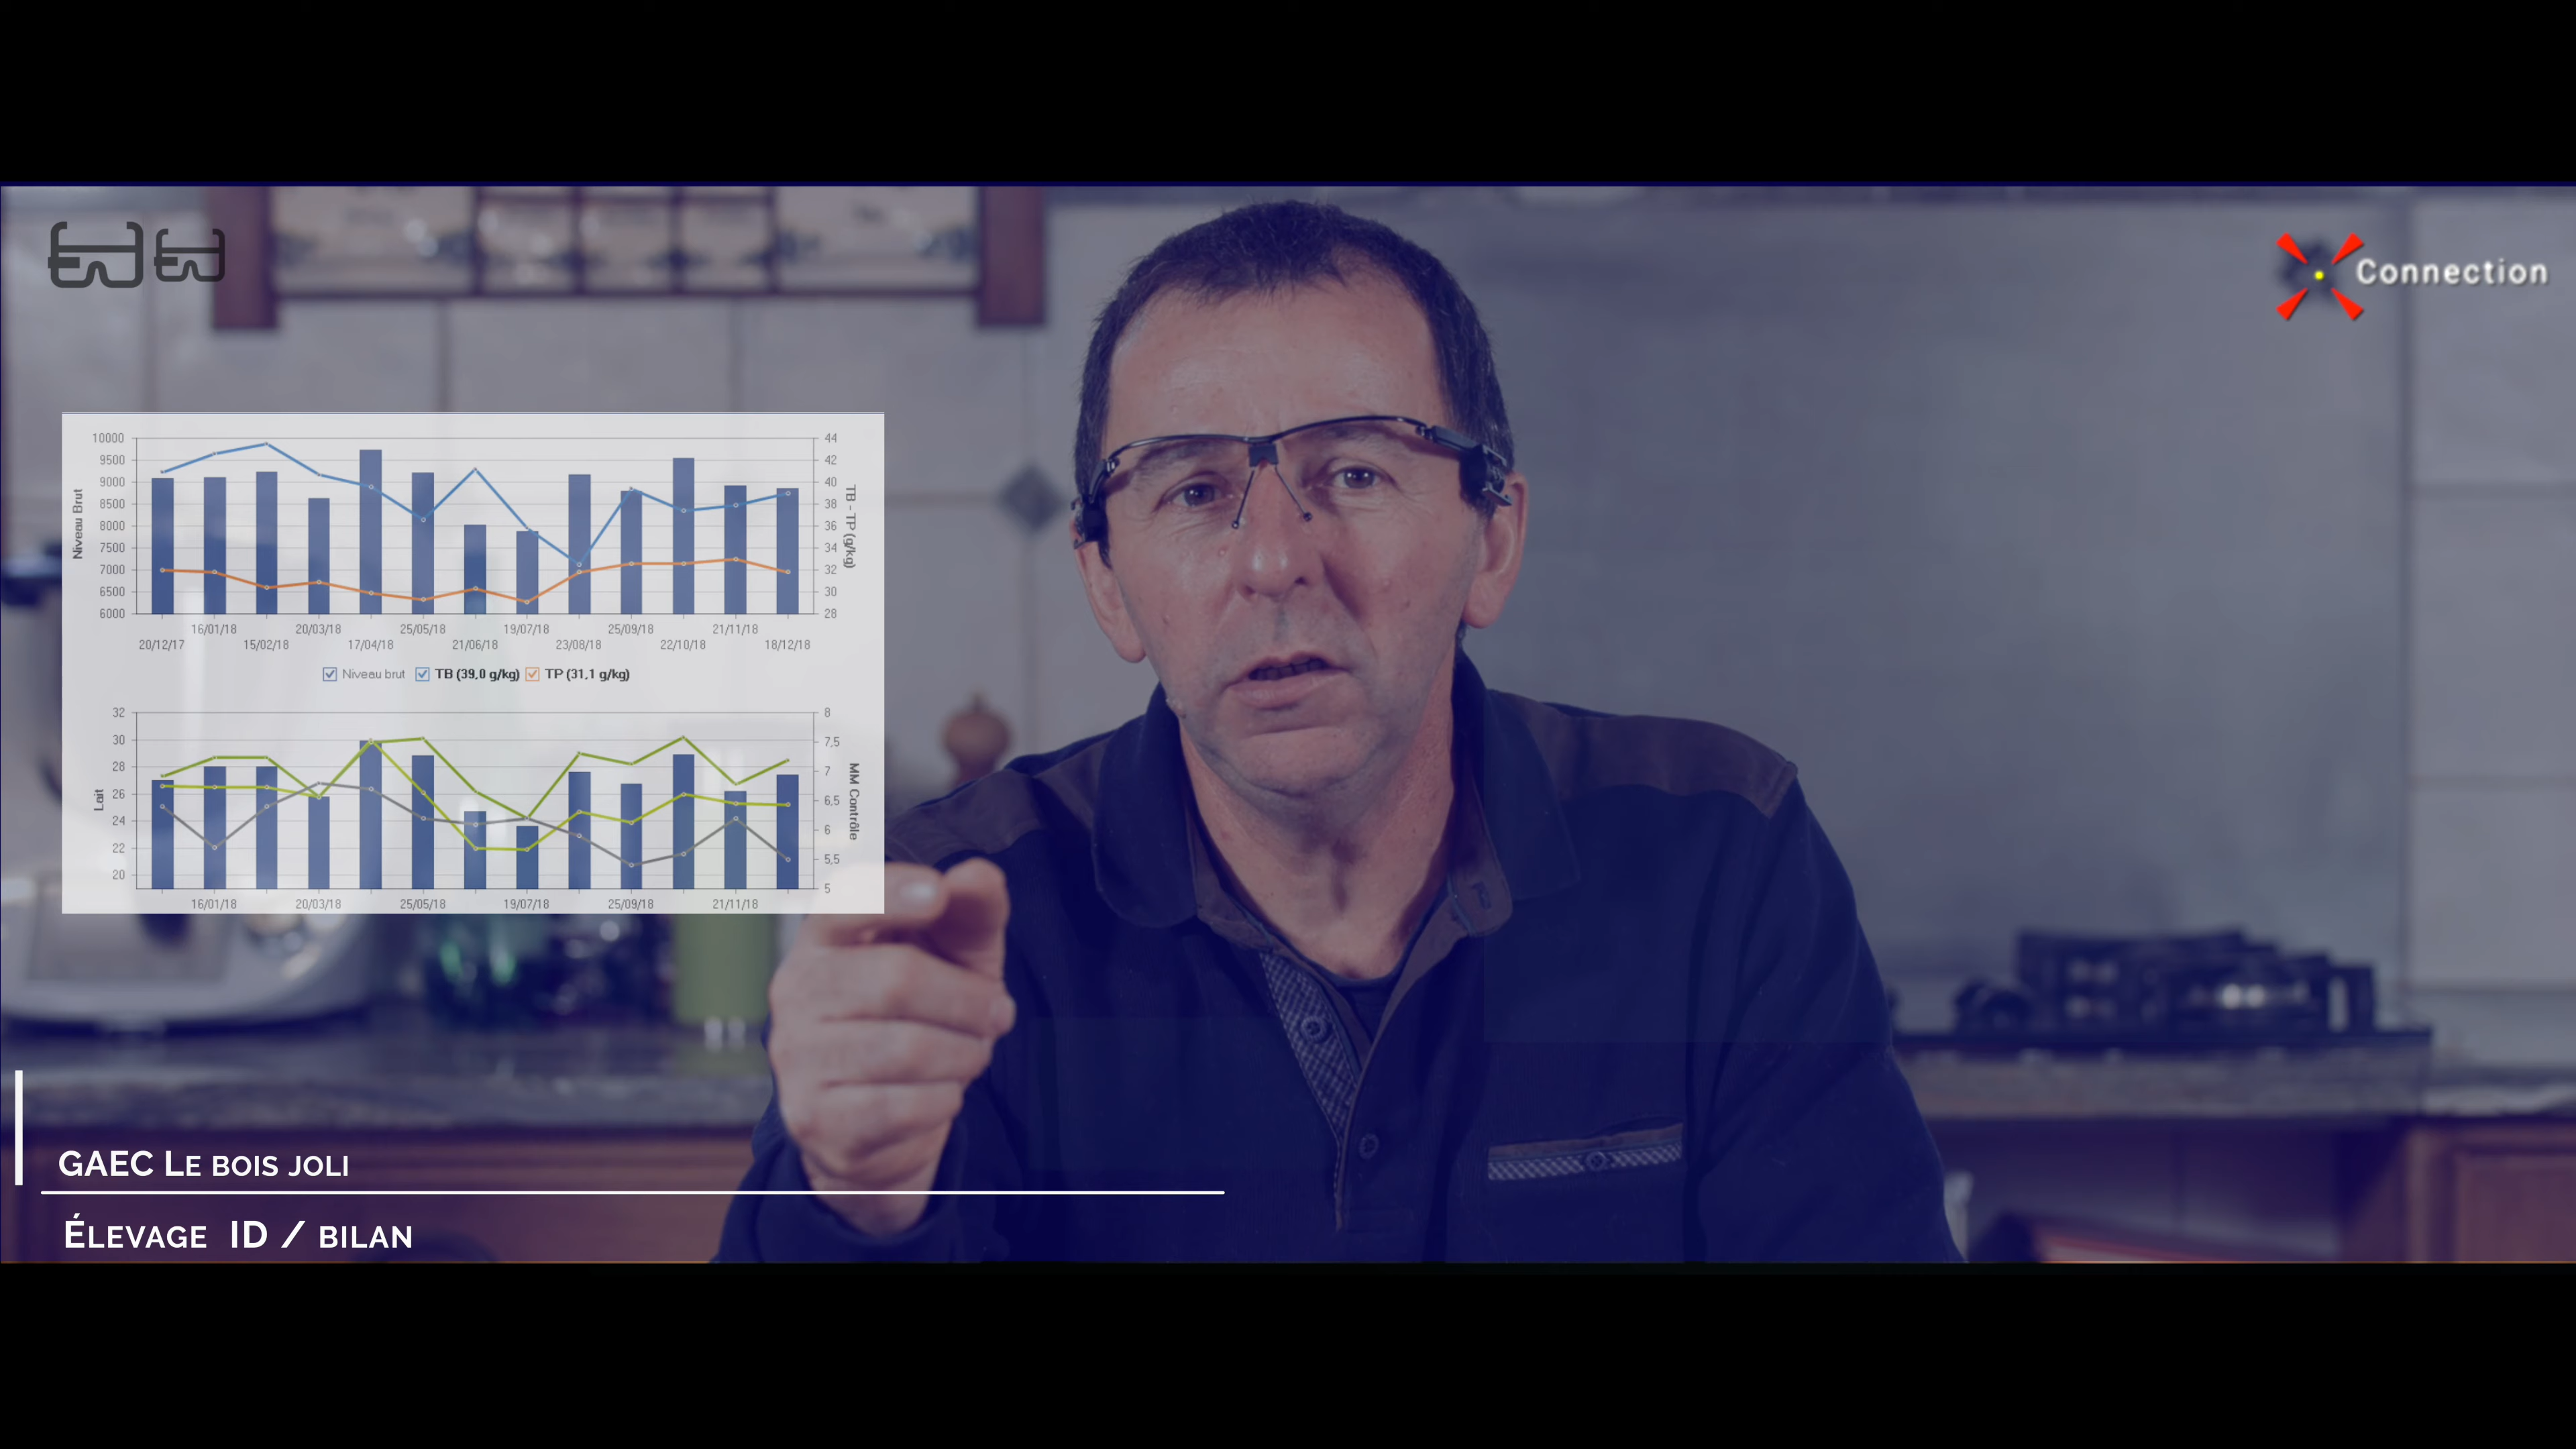 Connection
10000
9500
9000
8500
8000
7500
7000
6500
6000
Niveau Brut
44
42
40
38
36
34
32
30
28
TB - TP (g/kg)
16/01/18 20/03/18 25/05/18 19/07/18 25/09/18 21/11/18
20/12/17 15/02/18 17/04/18 21/06/18 23/08/18 22/10/18 18/12/18
Niveau brut TB (39,0 g/kg) TP (31,1 g/kg)
32
30
28
26
24
22
20
Lait
8
7,5
7
6,5
6
5,5
5
MM Contrôle
16/01/18 20/03/18 25/05/18 19/07/18 25/09/18 21/11/18
GAEC LE BOIS JOLI
ÉLEVAGE ID / BILAN